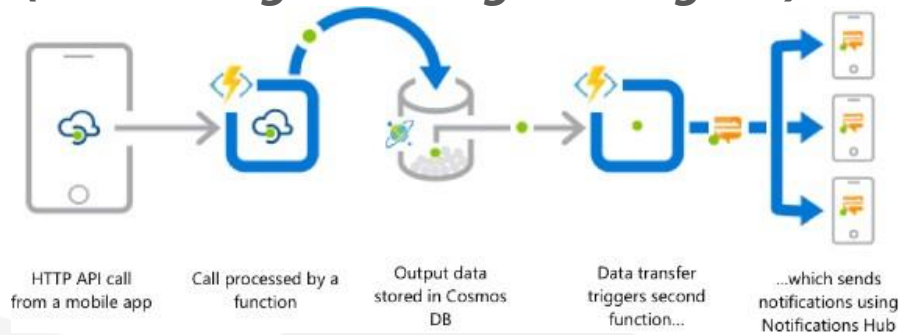 HTTP API call
from a mobile app
Call processed by a
function
Output data
stored in Cosmos
DB
Data transfer
triggers second
function...
...which sends
notifications using
Notifications Hub